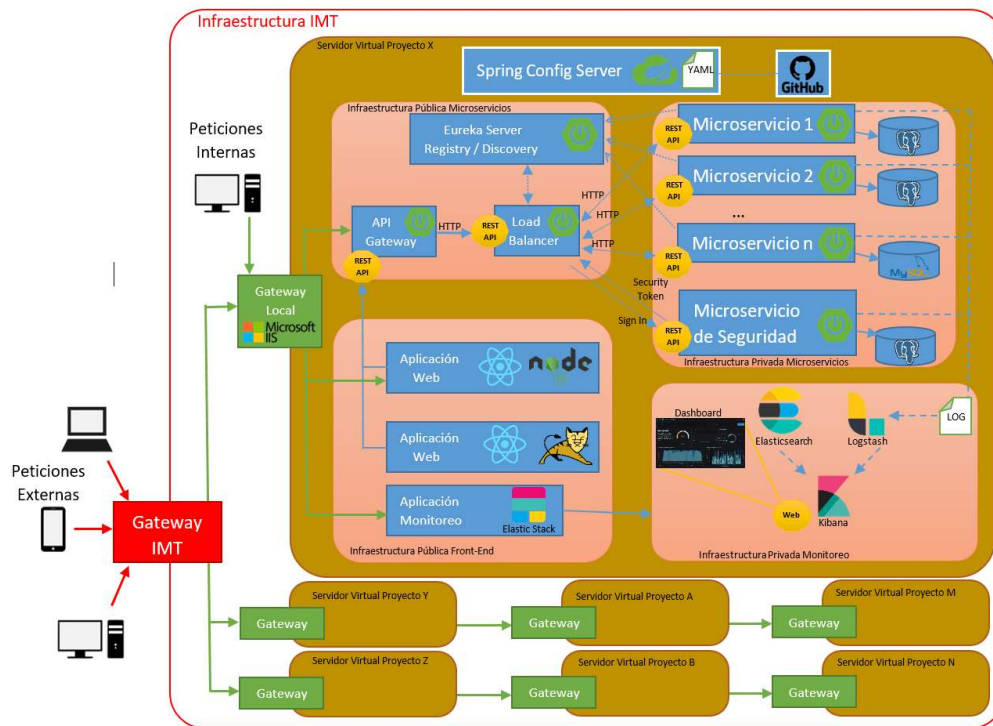 Infraestructura IMT
Servidor Virtual Proyecto X
Spring Config Server
YAML
GitHub
Infraestructura Pública Microservicios
Eureka Server
Registry / Discovery
API
Gateway
REST
API
HTTP
REST
API
Load
Balancer
HTTP
HTTP
HTTP
Security
Token
Sign In
REST
API
Microservicio 1
REST
API
Microservicio 2
...
REST
API
Microservicio n
MySQL
REST
API
Microservicio
de Seguridad
Infraestructura Privada Microservicios
Peticiones
Internas
Gateway
Local
Microsoft
IIS
Aplicación
Web
node
Aplicación
Web
Aplicación
Monitoreo
Elastic Stack
Infraestructura Pública Front-End
Dashboard
Elasticsearch
Logstash
LOG
Web
Kibana
Infraestructura Privada Monitoreo
Peticiones
Externas
Gateway
IMT
Servidor Virtual Proyecto Y
Gateway
Servidor Virtual Proyecto A
Gateway
Servidor Virtual Proyecto M
Gateway
Servidor Virtual Proyecto Z
Gateway
Servidor Virtual Proyecto B
Gateway
Servidor Virtual Proyecto N
Gateway